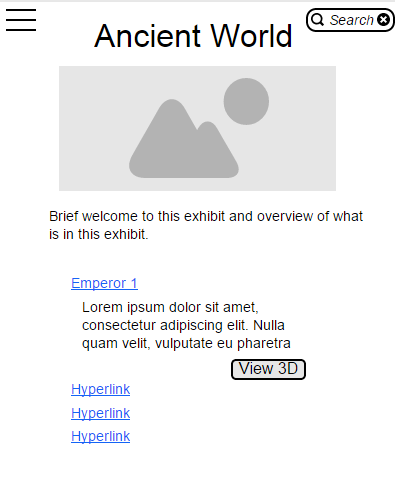 Ancient World
Search
Brief welcome to this exhibit and overview of what
is in this exhibit.
Emperor 1
Lorem ipsum dolor sit amet,
consectetur adipiscing elit. Nulla
quam velit, vulputate eu pharetra
View 3D
Hyperlink
Hyperlink
Hyperlink